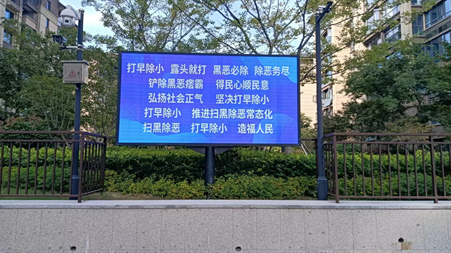 打早除小 露头就打 黑恶必除 除恶务尽
铲除黑恶痞霸 得民心顺民意
弘扬社会正气 坚决打早除小
打早除小 推进扫黑除恶常态化
扫黑除恶 打早除小 造福人民